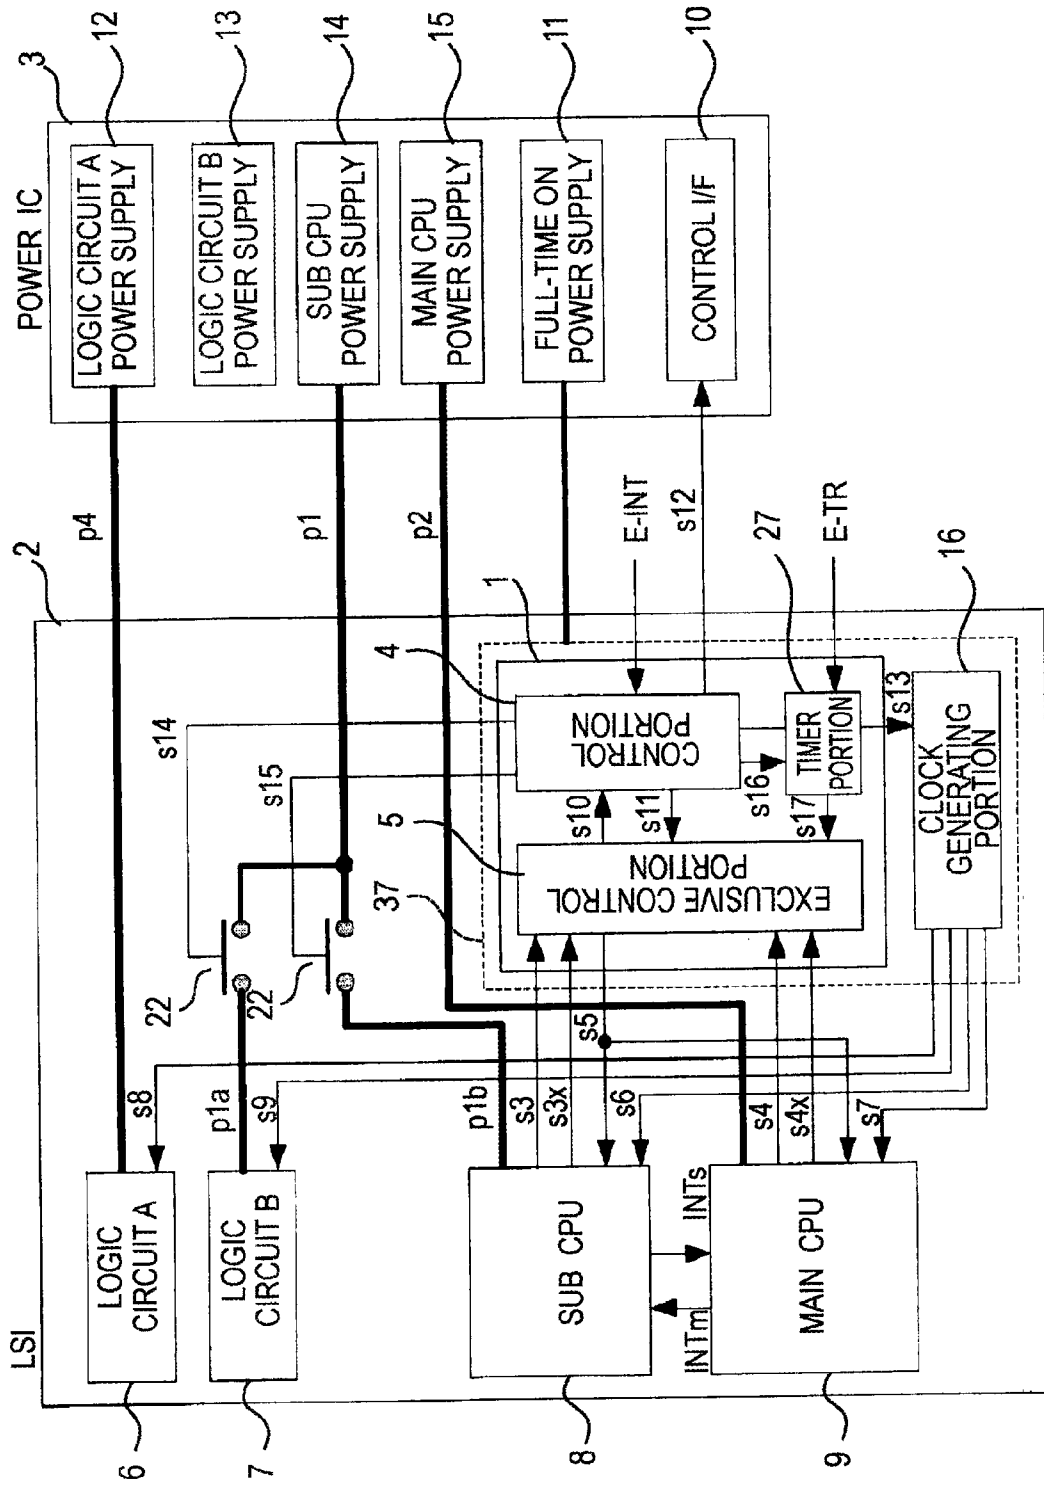 POWER IC
3
LOGIC CIRCUIT A
POWER SUPPLY
12
LOGIC CIRCUIT B
POWER SUPPLY
13
SUB CPU
POWER SUPPLY
14
MAIN CPU
POWER SUPPLY
15
FULL-TIME ON
POWER SUPPLY
11
CONTROL I/F
10
p4
p1
p2
E-INT
s12
E-TR
LSI
2
s14
s15
1
4
CONTROL
PORTION
27
TIMER
PORTION
16
CLOCK
GENERATING
PORTION
s13
s16
s17
s10
s11
5
EXCLUSIVE CONTROL
PORTION
37
22
22
s8
p1a
s9
p1b
s3
s3x
s5
s6
s4
s4x
s7
LOGIC
CIRCUIT A
6
LOGIC
CIRCUIT B
7
SUB CPU
8
INTs
INTm
MAIN CPU
9